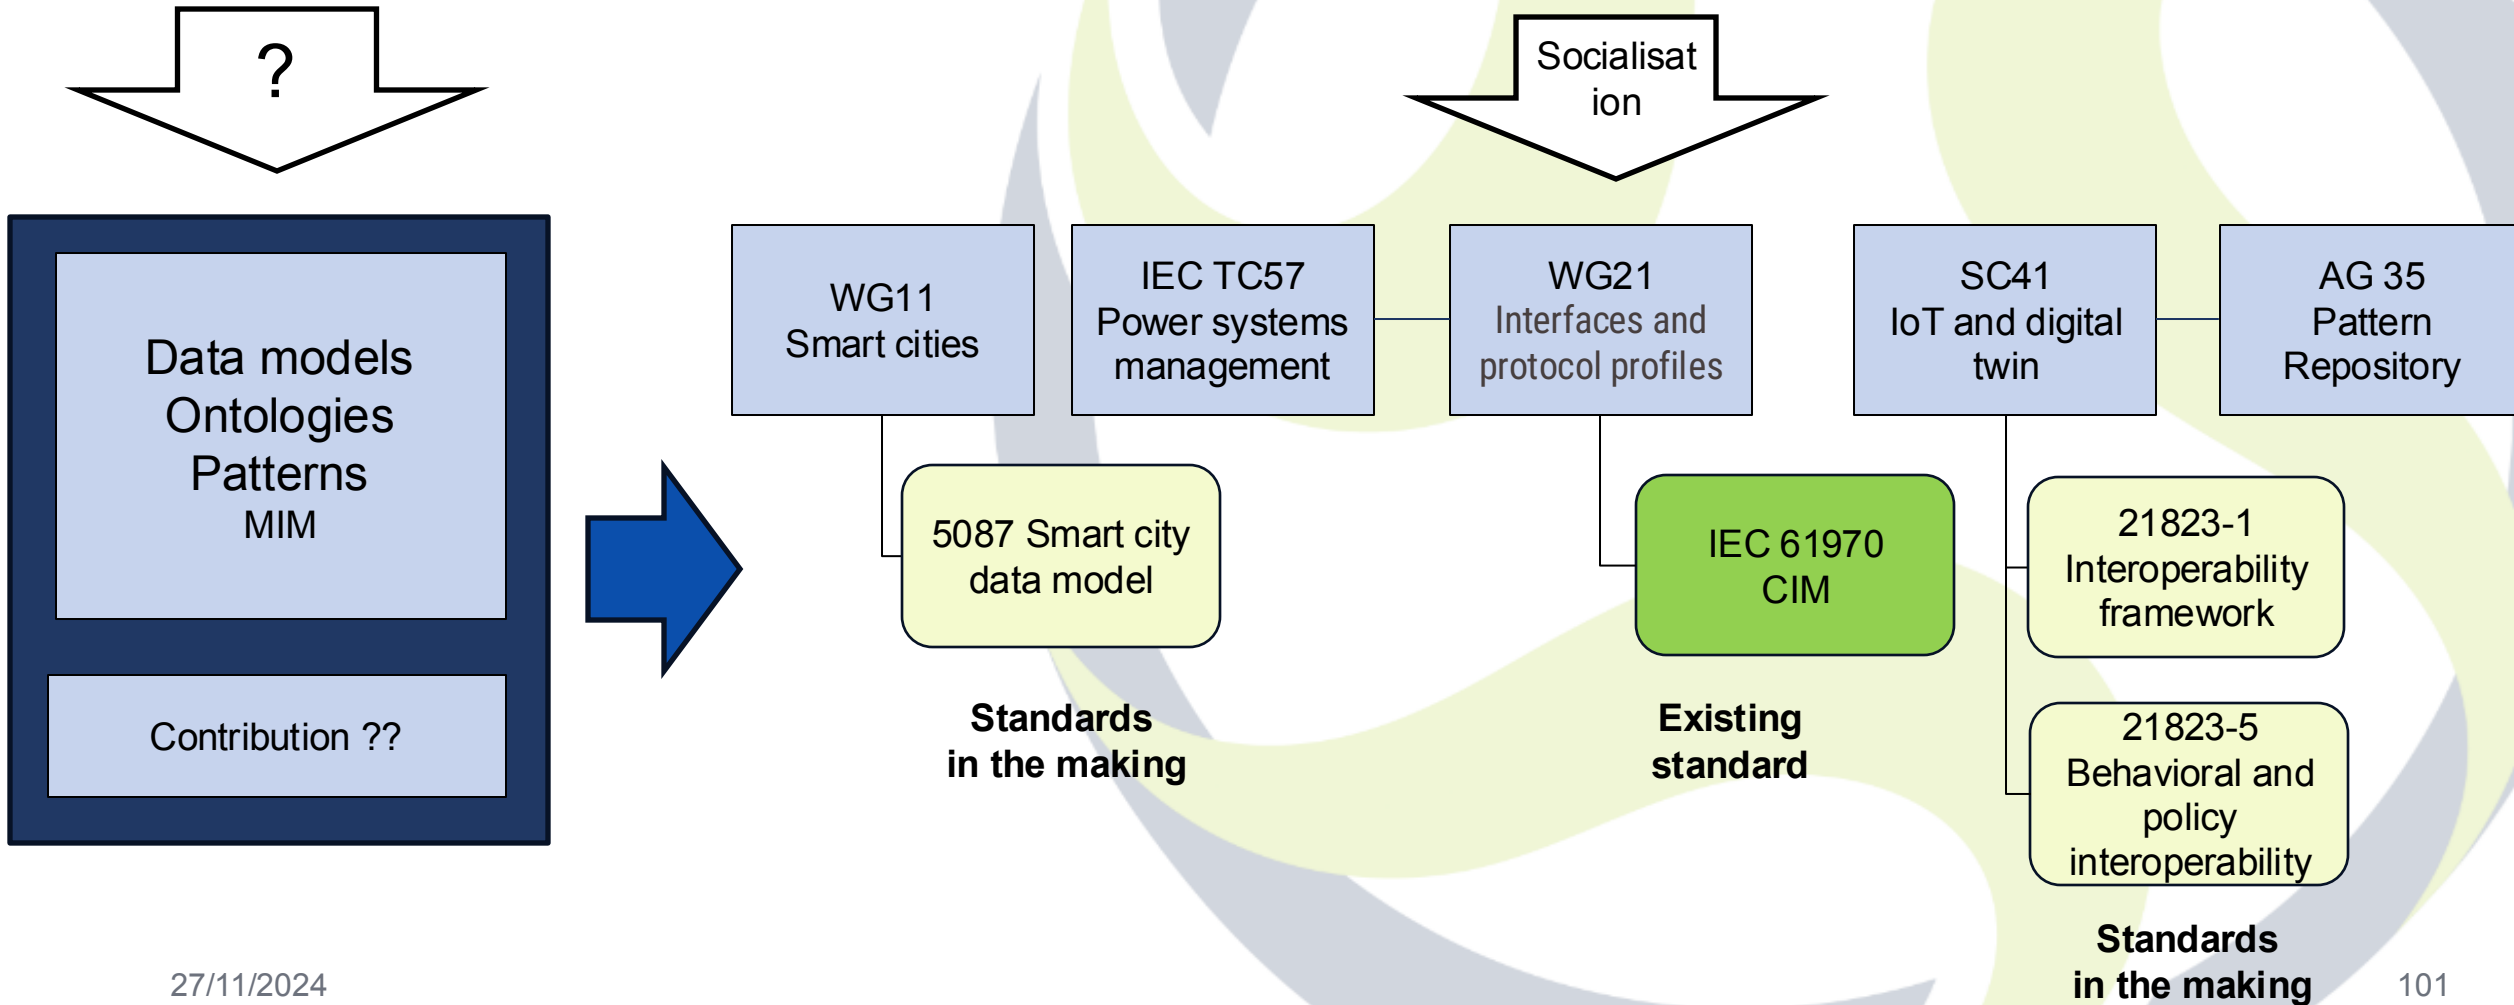 ?
Socialisat
ion
Data models
Ontologies
Patterns
MIM
Contribution ??
WG11
Smart cities
IEC TC57
Power systems
management
WG21
Interfaces and
protocol profiles
SC41
IoT and digital
twin
AG 35
Pattern
Repository
5087 Smart city
data model
IEC 61970
CIM
21823-1
Interoperability
framework
Standards
in the making
Existing
standard
21823-5
Behavioral and
policy
interoperability
Standards
in the making
27/11/2024
101